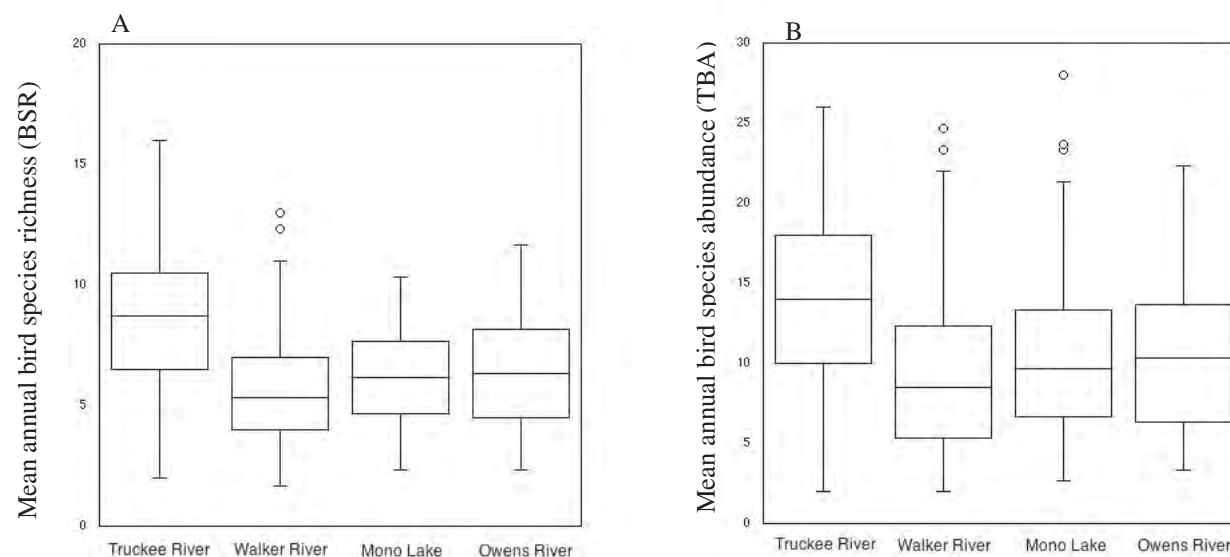 A
Mean annual bird species richness (BSR)
20
15
10
5
0
Truckee River Walker River Mono Lake Owens River
B
Mean annual bird species abundance (TBA)
30
25
20
15
10
5
0
Truckee River Walker River Mono Lake Owens River